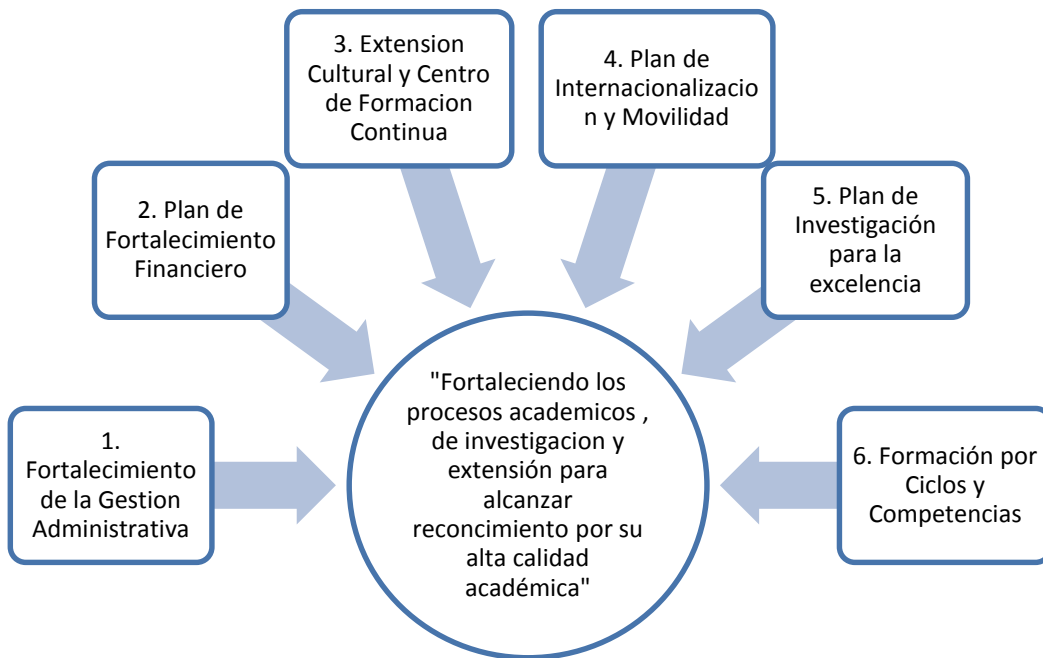 1.
Fortalecimiento
de la Gestion
Administrativa
2. Plan de
Fortalecimiento
Financiero
3. Extension
Cultural y Centro
de Formacion
Continua
4. Plan de
Internacionalizacio
n y Movilidad
5. Plan de
Investigación
para la
excelencia
6. Formación por
Ciclos y
Competencias
"Fortaleciendo los
procesos academicos ,
de investigacion y
extensión para
alcanzar
reconcimiento por su
alta calidad
académica"